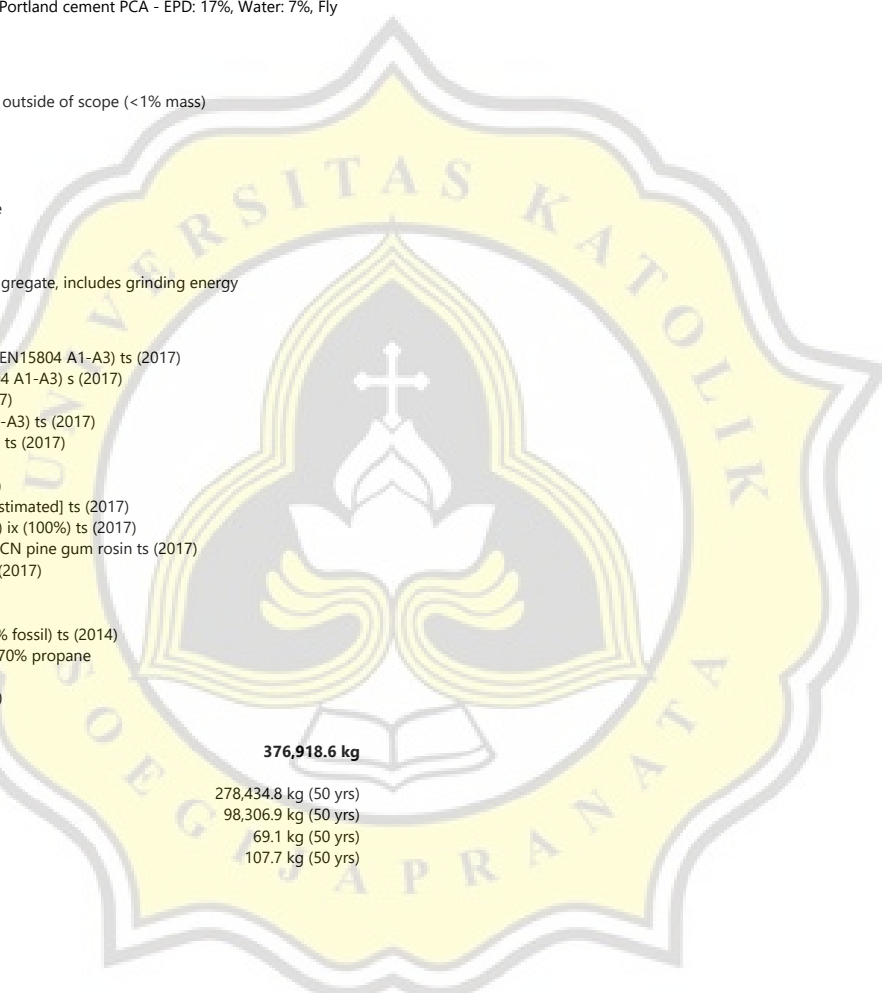 Portland cement PCA - EPD: 17%, Water: 7%, Fly
outside of scope (<1% mass)
gregate, includes grinding energy
EN15804 A1-A3) ts (2017)
4 A1-A3) s (2017)
7)
-A3) ts (2017)
ts (2017)
)
stimated] ts (2017)
) ix (100%) ts (2017)
CN pine gum rosin ts (2017)
(2017)
% fossil) ts (2014)
70% propane
)
376,918.6 kg
278,434.8 kg (50 yrs)
98,306.9 kg (50 yrs)
69.1 kg (50 yrs)
107.7 kg (50 yrs)
UNIVERSITAS KATOLIK
SOEGIJAPRANATA